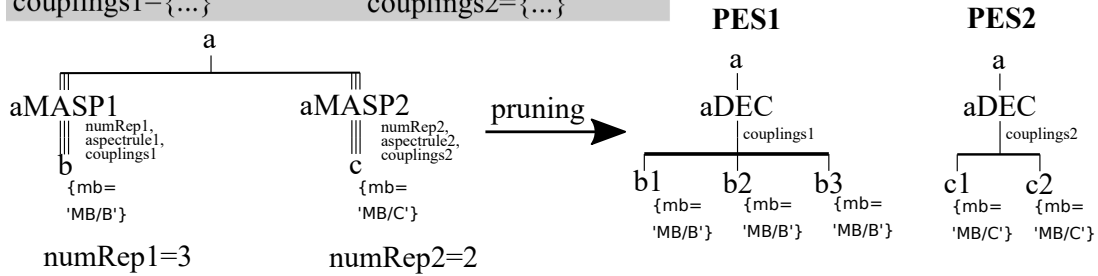 couplings1={...} couplings2={...}
PES1 PES2
a a a
aMASP1 aMASP2 pruning aDEC aDEC
numRep1, numRep2,
aspectrule1, aspectrule2,
couplings1 couplings2 couplings1 couplings2
b c b1 b2 b3 c1 c2
{mb= {mb= {mb= {mb= {mb= {mb= {mb=
'MB/B'} 'MB/C'} 'MB/B'} 'MB/B'} 'MB/B'} 'MB/C'} 'MB/C'}
numRep1=3 numRep2=2